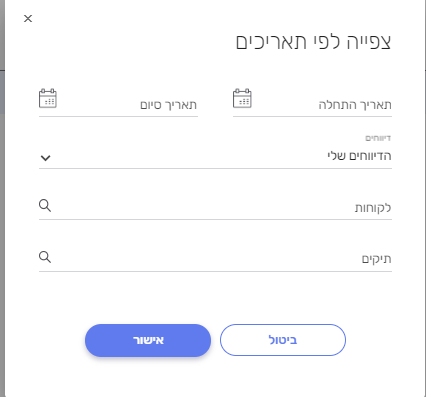 צפייה לפי תאריכים
תאריך התחלה
תאריך סיום
דיווחים
הדיווחים שלי
לקוחות
תיקים
ביטול
אישור